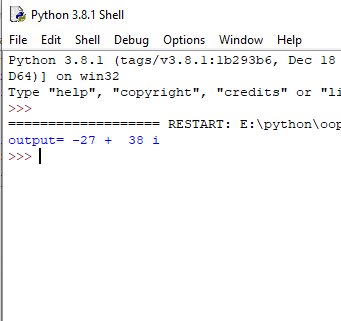 Python 3.8.1 Shell
File Edit Shell Debug Options Window Help
Python 3.8.1 (tags/v3.8.1:1b293b6, Dec 18
D64)] on win32
Type "help", "copyright", "credits" or "li
>>>
=================== RESTART: E:\python\oop
output= -27 +  38 i
>>>